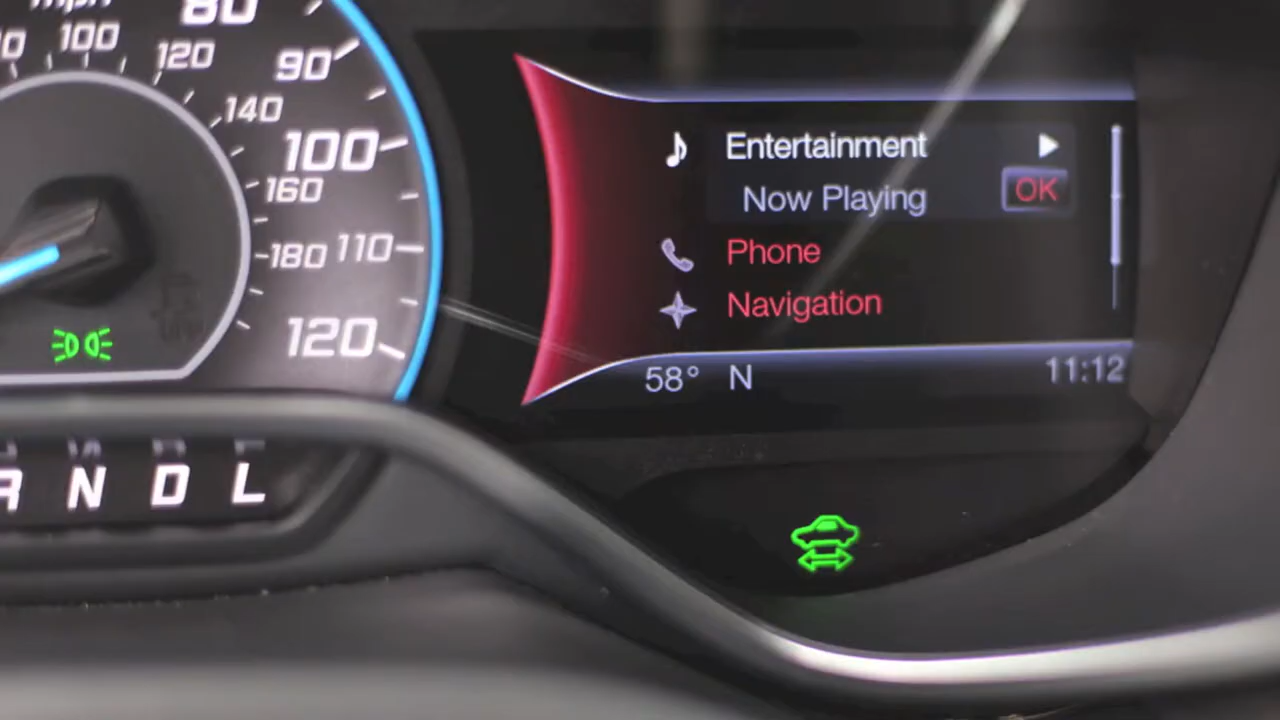 mph
80
100
120
90
140
100
160
180
110
120
Entertainment
Now Playing
OK
Phone
Navigation
58° N
11:12
R N D L